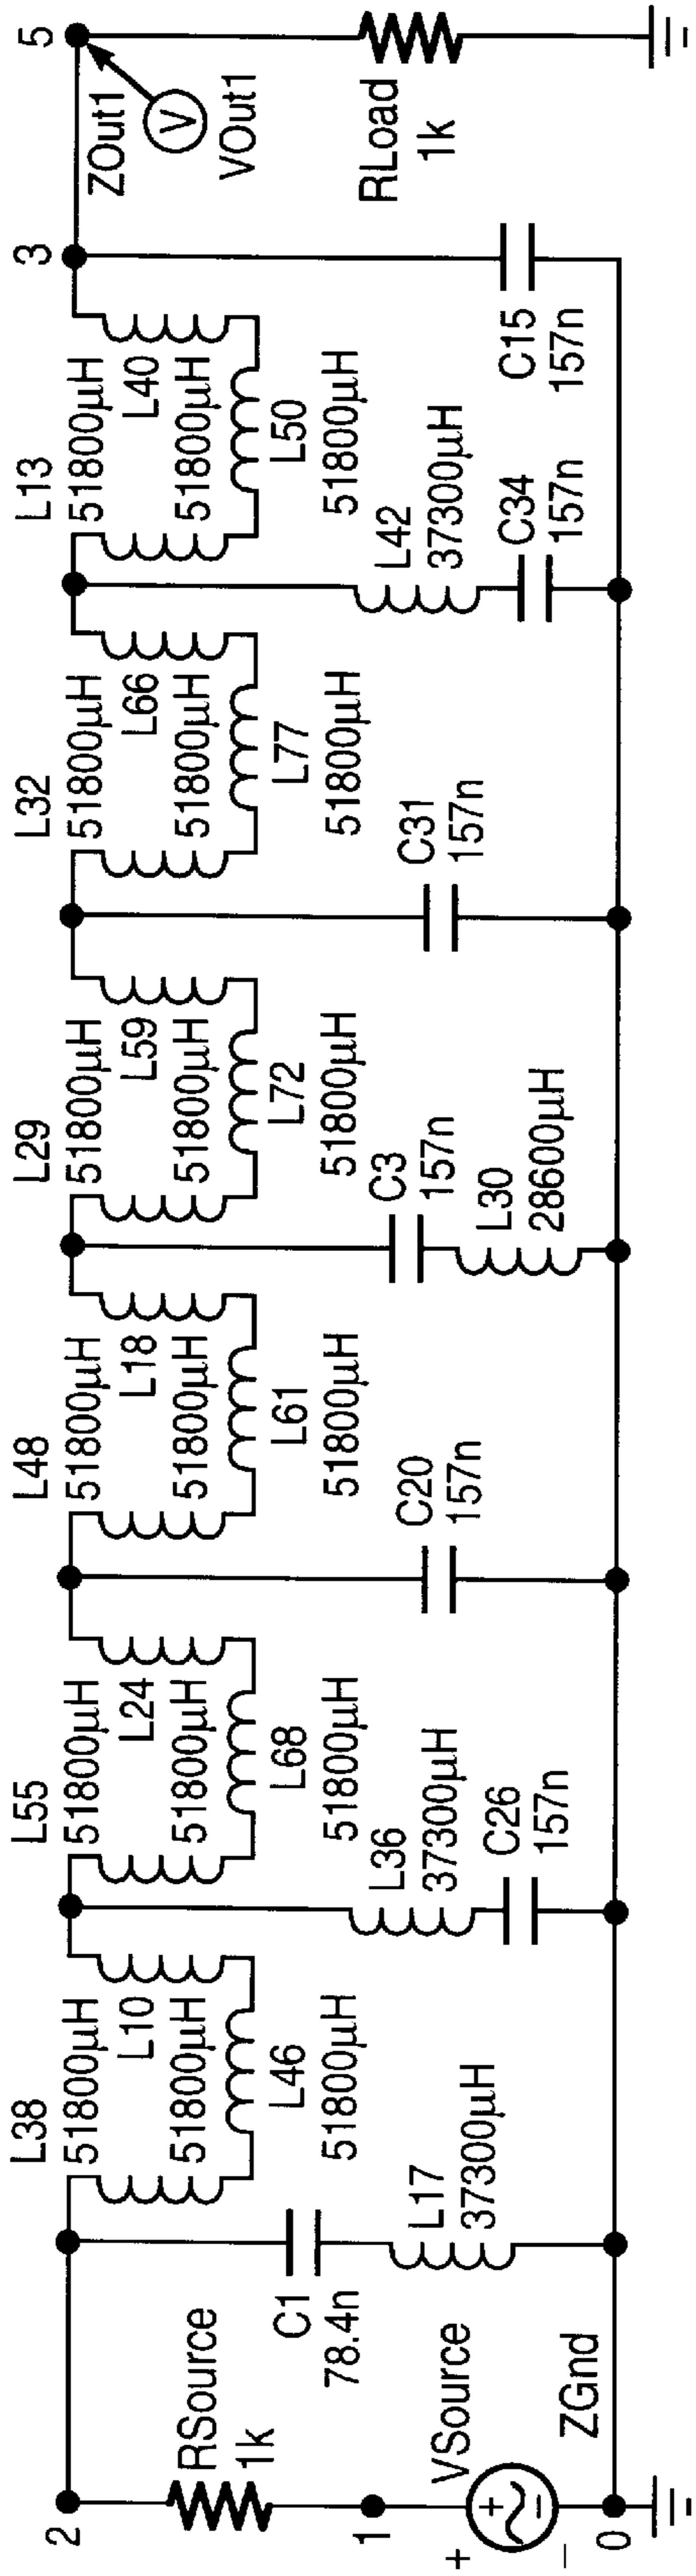 2
RSource
1k
1
+
VSource
+
−
−
0
ZGnd
C1
78.4n
L17
37300µH
L38
51800µH
L10
51800µH
L46
51800µH
L36
37300µH
C26
157n
L55
51800µH
L24
51800µH
L68
51800µH
C20
157n
L48
51800µH
L18
51800µH
L61
51800µH
C3
157n
L30
28600µH
L29
51800µH
L59
51800µH
L72
51800µH
C31
157n
L32
51800µH
L66
51800µH
L77
51800µH
L42
37300µH
C34
157n
L13
51800µH
L40
51800µH
L50
51800µH
3
C15
157n
5
ZOut1
V
VOut1
RLoad
1k